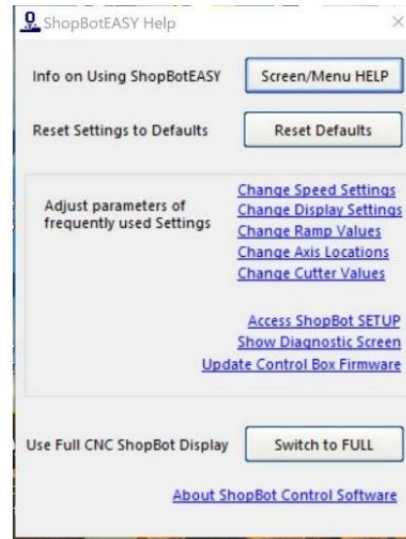 ShopBotEASY Help
Info on Using ShopBotEASY Screen/Menu HELP
Reset Settings to Defaults Reset Defaults
Adjust parameters of
frequently used Settings
Change Speed Settings
Change Display Settings
Change Ramp Values
Change Axis Locations
Change Cutter Values
Access ShopBot SETUP
Show Diagnostic Screen
Update Control Box Firmware
Use Full CNC ShopBot Display Switch to FULL
About ShopBot Control Software